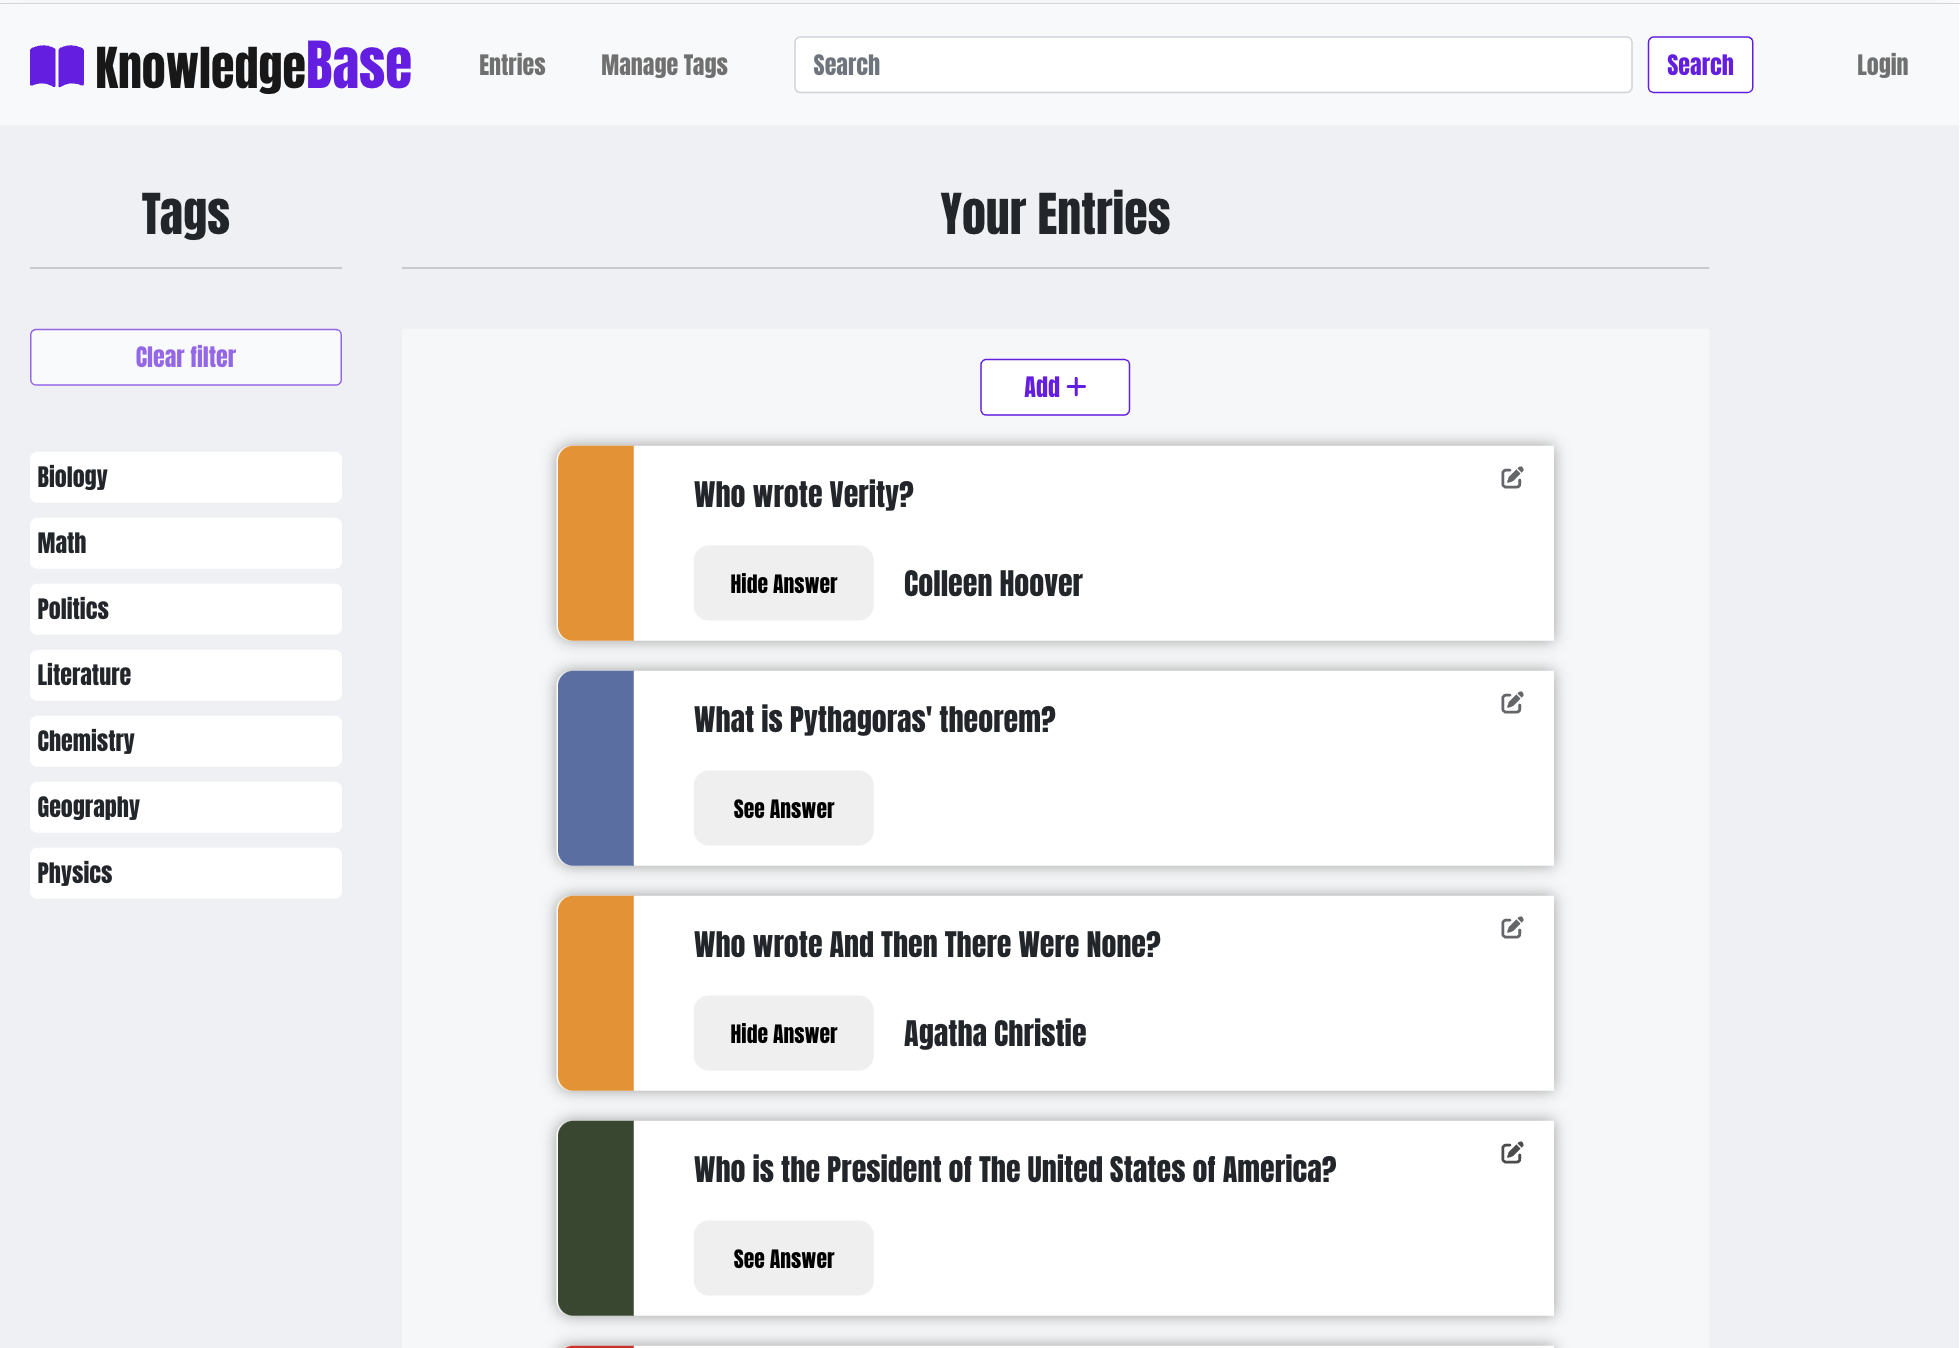 KnowledgeBase
Entries
Manage Tags
Search
Search
Login
Tags
Clear filter
Biology
Math
Politics
Literature
Chemistry
Geography
Physics
Your Entries
Add +
Who wrote Verity?
Hide Answer Colleen Hoover
What is Pythagoras' theorem?
See Answer
Who wrote And Then There Were None?
Hide Answer Agatha Christie
Who is the President of The United States of America?
See Answer